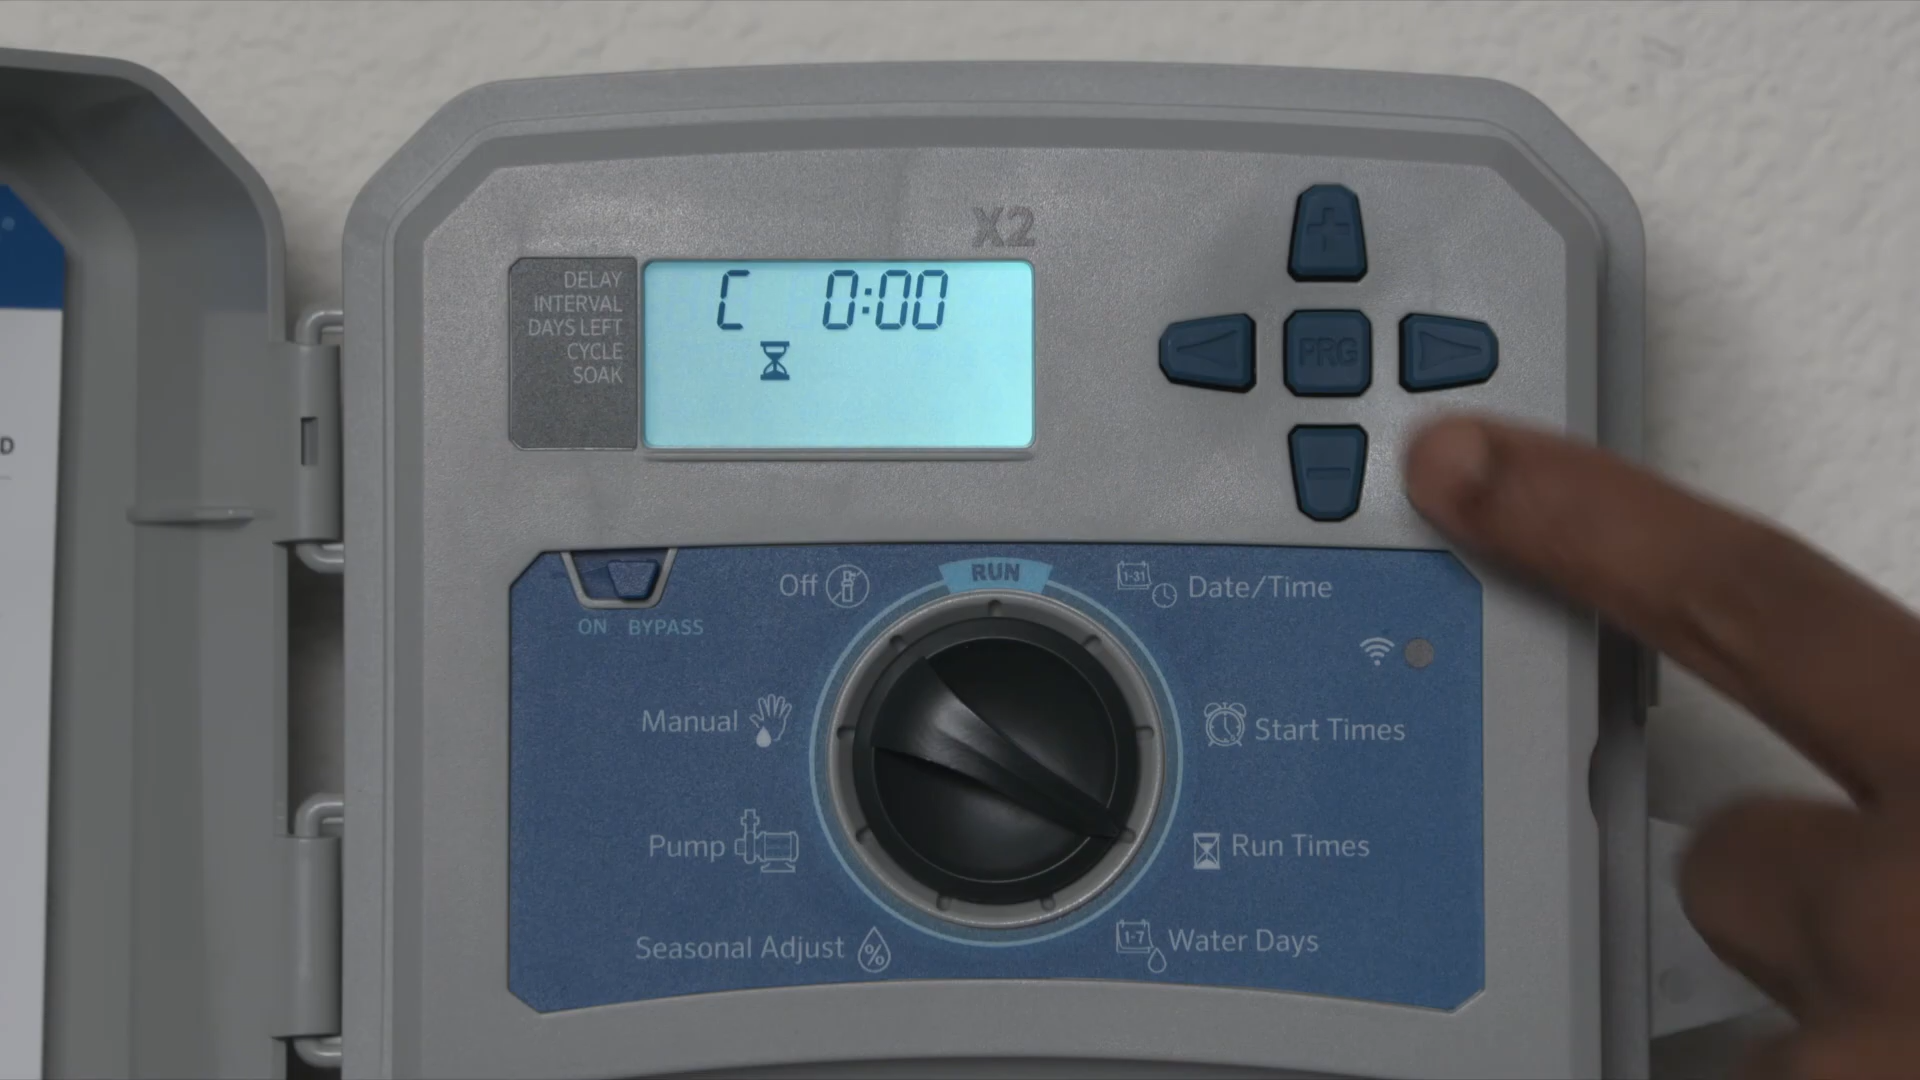 X2
DELAY
INTERVAL
DAYS LEFT
CYCLE
SOAK
C 0:00
+
PRG
-
D
ON BYPASS
Off
RUN
1-31
Date/Time
Manual
Start Times
Pump
Run Times
Seasonal Adjust %
1-7
Water Days